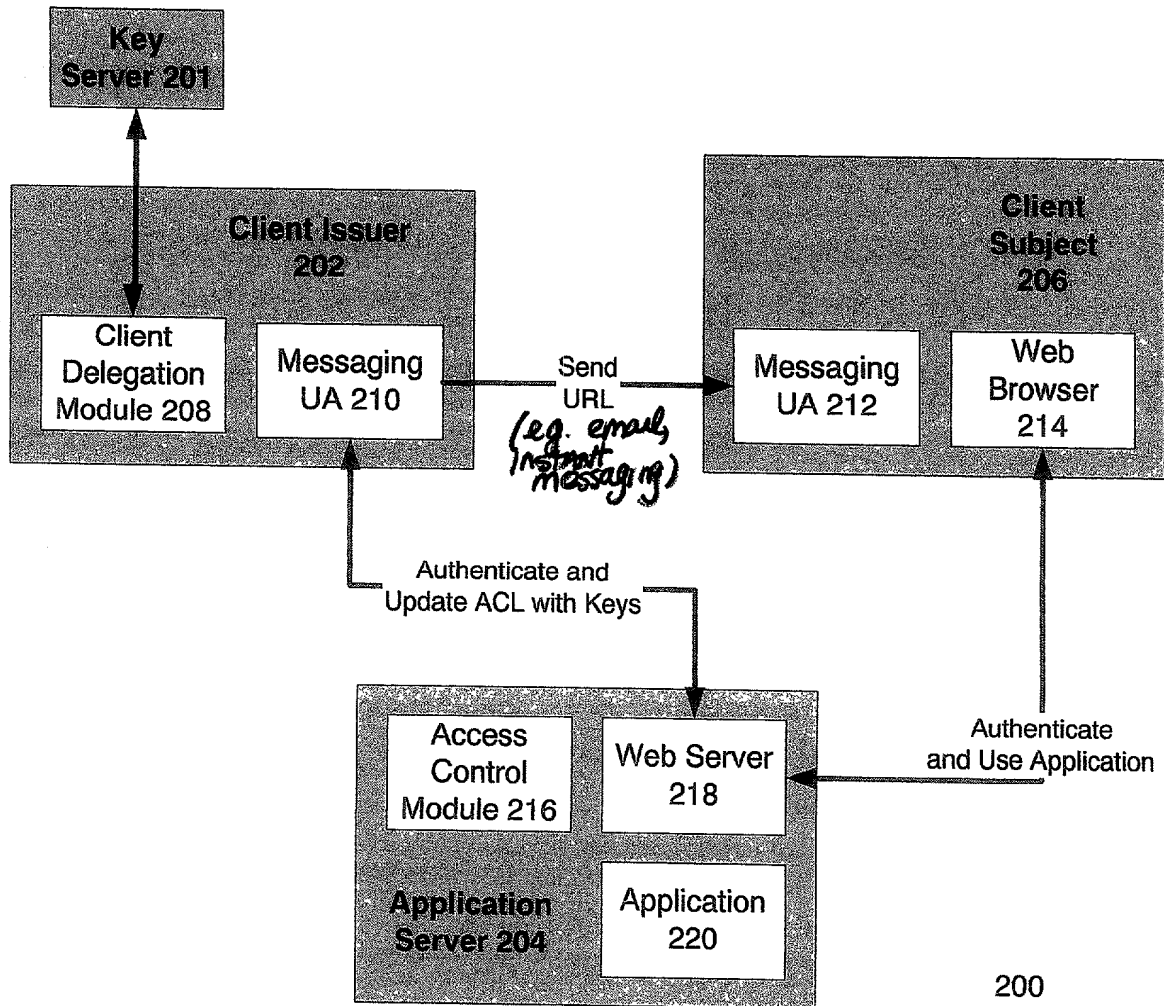 Key
Server 201
Client Issuer
202
Client
Delegation
Module 208
Messaging
UA 210
Send
URL
(e.g. email,
instant
messaging)
Client
Subject
206
Messaging
UA 212
Web
Browser
214
Authenticate and
Update ACL with Keys
Authenticate
and Use Application
Access
Control
Module 216
Web Server
218
Application
Server 204
Application
220
200